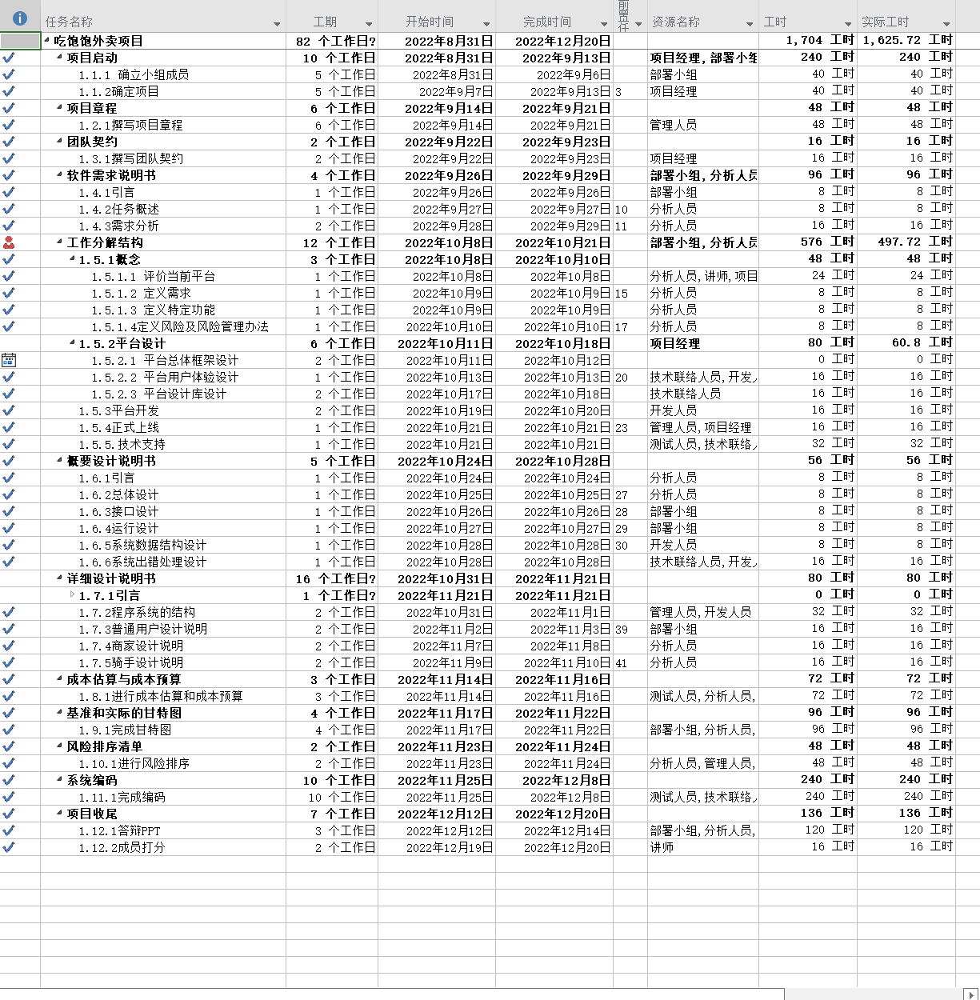 任务名称 工期 开始时间 完成时间 前置任 资源名称 工时 实际工时
吃饱饱外卖项目 82 个工作日? 2022年8月31日 2022年12月20日 1,704 工时 1,625.72 工时
项目启动 10 个工作日 2022年8月31日 2022年9月13日 项目经理,部署小组 240 工时 240 工时
1.1.1 确立小组成员 5 个工作日 2022年8月31日 2022年9月6日 部署小组 40 工时 40 工时
1.1.2确定项目 5 个工作日 2022年9月7日 2022年9月13日 3 项目经理 40 工时 40 工时
项目章程 6 个工作日 2022年9月14日 2022年9月21日 48 工时 48 工时
1.2.1撰写项目章程 6 个工作日 2022年9月14日 2022年9月21日 管理人员 48 工时 48 工时
团队契约 2 个工作日 2022年9月22日 2022年9月23日 16 工时 16 工时
1.3.1撰写团队契约 2 个工作日 2022年9月22日 2022年9月23日 项目经理 16 工时 16 工时
软件需求说明书 4 个工作日 2022年9月26日 2022年9月29日 部署小组,分析人员 96 工时 96 工时
1.4.1引言 1 个工作日 2022年9月26日 2022年9月26日 部署小组 8 工时 8 工时
1.4.2任务概述 1 个工作日 2022年9月27日 2022年9月27日 10 分析人员 8 工时 8 工时
1.4.3需求分析 2 个工作日 2022年9月28日 2022年9月29日 11 分析人员 16 工时 16 工时
工作分解结构 12 个工作日 2022年10月8日 2022年10月21日 部署小组,分析人员 576 工时 497.72 工时
1.5.1概念 3 个工作日 2022年10月8日 2022年10月10日 48 工时 48 工时
1.5.1.1 评价当前平台 1 个工作日 2022年10月8日 2022年10月8日 分析人员,讲师,项目 24 工时 24 工时
1.5.1.2 定义需求 1 个工作日 2022年10月9日 2022年10月9日 15 分析人员 8 工时 8 工时
1.5.1.3 定义特定功能 1 个工作日 2022年10月9日 2022年10月9日 分析人员 8 工时 8 工时
1.5.1.4定义风险及风险管理办法 1 个工作日 2022年10月10日 2022年10月10日 17 分析人员 8 工时 8 工时
1.5.2平台设计 6 个工作日 2022年10月11日 2022年10月18日 项目经理 80 工时 60.8 工时
1.5.2.1 平台总体框架设计 2 个工作日 2022年10月11日 2022年10月12日 0 工时 0 工时
1.5.2.2 平台用户体验设计 1 个工作日 2022年10月13日 2022年10月13日 20 技术联络人员,开发人 16 工时 16 工时
1.5.2.3 平台设计库设计 2 个工作日 2022年10月17日 2022年10月18日 技术联络人员 16 工时 16 工时
1.5.3平台开发 2 个工作日 2022年10月19日 2022年10月20日 开发人员 16 工时 16 工时
1.5.4正式上线 1 个工作日 2022年10月21日 2022年10月21日 23 管理人员,项目经理 16 工时 16 工时
1.5.5.技术支持 1 个工作日 2022年10月21日 2022年10月21日 测试人员,技术联络人 32 工时 32 工时
概要设计说明书 5 个工作日 2022年10月24日 2022年10月28日 56 工时 56 工时
1.6.1引言 1 个工作日 2022年10月24日 2022年10月24日 分析人员 8 工时 8 工时
1.6.2总体设计 1 个工作日 2022年10月25日 2022年10月25日 27 分析人员 8 工时 8 工时
1.6.3接口设计 1 个工作日 2022年10月26日 2022年10月26日 28 部署小组 8 工时 8 工时
1.6.4运行设计 1 个工作日 2022年10月27日 2022年10月27日 29 部署小组 8 工时 8 工时
1.6.5系统数据结构设计 1 个工作日 2022年10月28日 2022年10月28日 30 开发人员 8 工时 8 工时
1.6.6系统出错处理设计 1 个工作日 2022年10月28日 2022年10月28日 技术联络人员,开发人 16 工时 16 工时
详细设计说明书 16 个工作日? 2022年10月31日 2022年11月21日 80 工时 80 工时
1.7.1引言 1 个工作日? 2022年11月21日 2022年11月21日 0 工时 0 工时
1.7.2程序系统的结构 2 个工作日 2022年10月31日 2022年11月1日 管理人员,开发人员 32 工时 32 工时
1.7.3普通用户设计说明 2 个工作日 2022年11月2日 2022年11月3日 39 部署小组 16 工时 16 工时
1.7.4商家设计说明 2 个工作日 2022年11月7日 2022年11月8日 分析人员 16 工时 16 工时
1.7.5骑手设计说明 2 个工作日 2022年11月9日 2022年11月10日 41 分析人员 16 工时 16 工时
成本估算与成本预算 3 个工作日 2022年11月14日 2022年11月16日 72 工时 72 工时
1.8.1进行成本估算和成本预算 3 个工作日 2022年11月14日 2022年11月16日 测试人员,分析人员, 72 工时 72 工时
基准和实际的甘特图 4 个工作日 2022年11月17日 2022年11月22日 96 工时 96 工时
1.9.1完成甘特图 4 个工作日 2022年11月17日 2022年11月22日 部署小组,分析人员, 96 工时 96 工时
风险排序清单 2 个工作日 2022年11月23日 2022年11月24日 48 工时 48 工时
1.10.1进行风险排序 2 个工作日 2022年11月23日 2022年11月24日 分析人员,管理人员, 48 工时 48 工时
系统编码 10 个工作日 2022年11月25日 2022年12月8日 240 工时 240 工时
1.11.1完成编码 10 个工作日 2022年11月25日 2022年12月8日 测试人员,技术联络人 240 工时 240 工时
项目收尾 7 个工作日 2022年12月12日 2022年12月20日 136 工时 136 工时
1.12.1答辩PPT 3 个工作日 2022年12月12日 2022年12月14日 部署小组,分析人员, 120 工时 120 工时
1.12.2成员打分 2 个工作日 2022年12月19日 2022年12月20日 讲师 16 工时 16 工时